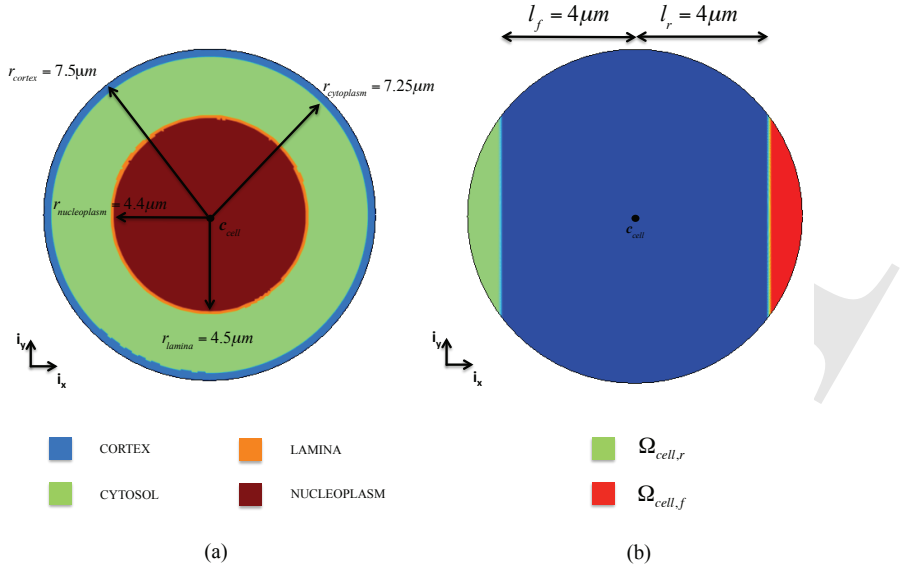 l_f = 4μm
l_r = 4μm
r_cortex = 7.5μm
r_cytoplasm = 7.25μm
r_nucleoplasm = 4.4μm
c_cell
c_cell
r_lamina = 4.5μm
i_y
i_x
i_y
i_x
CORTEX
LAMINA
Ω_cell,r
CYTOSOL
NUCLEOPLASM
Ω_cell,f
(a)
(b)